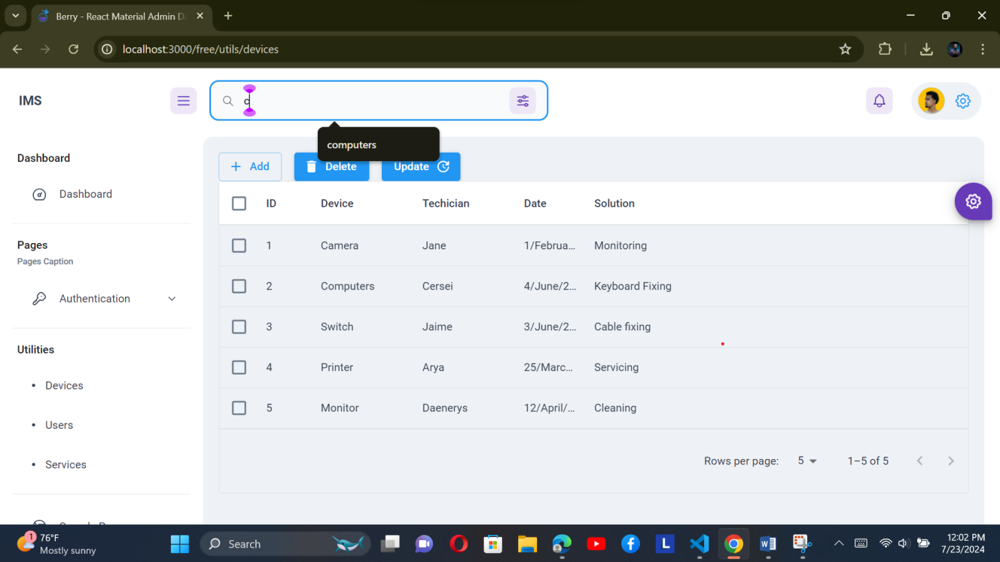 Berry - React Material Admin Da
localhost:3000/free/utils/devices
IMS
c
computers
Dashboard
Dashboard
Pages
Pages Caption
Authentication
Utilities
Devices
Users
Services
+ Add
Delete
Update
ID Device Techician Date Solution
1 Camera Jane 1/Februa... Monitoring
2 Computers Cersei 4/June/2... Keyboard Fixing
3 Switch Jaime 3/June/2... Cable fixing
4 Printer Arya 25/Marc... Servicing
5 Monitor Daenerys 12/April/... Cleaning
Rows per page: 5 1–5 of 5
1
76°F
Mostly sunny
Search
L
W
12:02 PM
7/23/2024